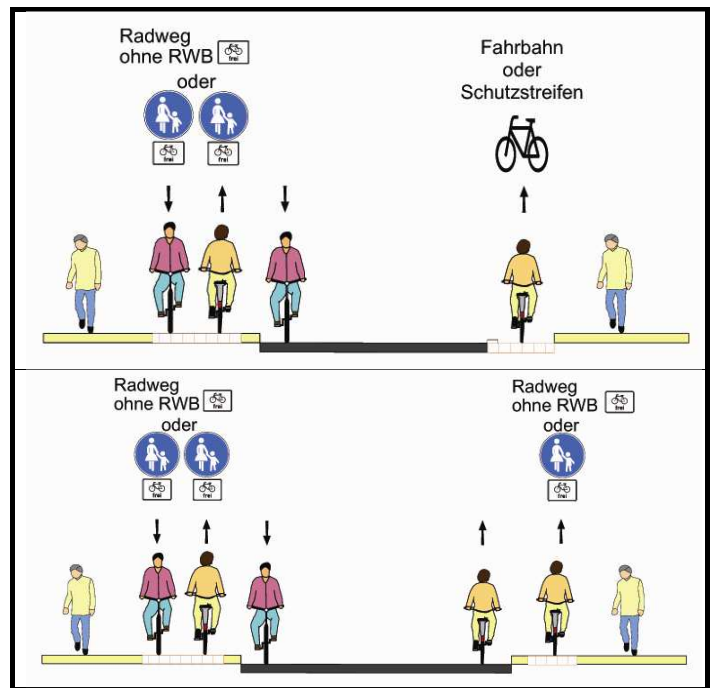 Radweg
ohne RWB frei
oder
frei
frei
Fahrbahn
oder
Schutzstreifen
Radweg
ohne RWB frei
oder
frei
frei
Radweg
ohne RWB frei
oder
frei